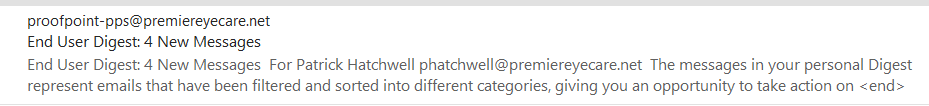 proofpoint-pps@premiereyecare.net
End User Digest: 4 New Messages
End User Digest: 4 New Messages  For Patrick Hatchwell phatchwell@premiereyecare.net  The messages in your personal Digest
represent emails that have been filtered and sorted into different categories, giving you an opportunity to take action on <end>